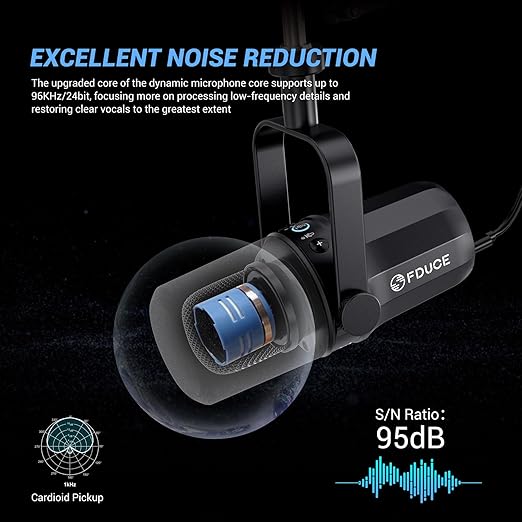 EXCELLENT NOISE REDUCTION
The upgraded core of the dynamic microphone core supports up to
96KHz/24bit, focusing more on processing low-frequency details and
restoring clear vocals to the greatest extent
FDUCE
S/N Ratio:
95dB
1kHz
Cardioid Pickup